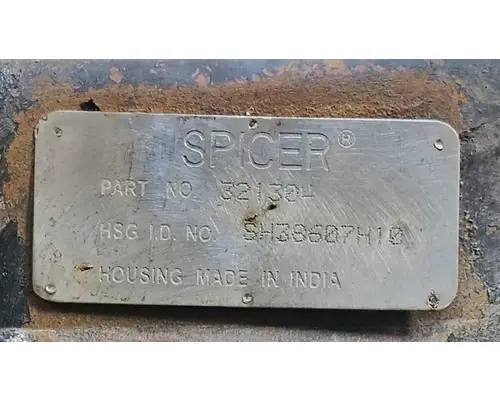 SPICER®
PART NO. 321304
HSG I.D. NO. SH38607H10
HOUSING MADE IN INDIA